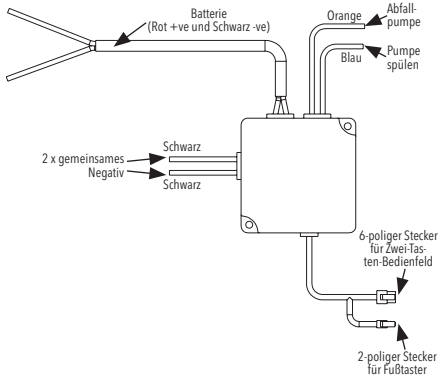 Batterie
(Rot +ve und Schwarz -ve)
Orange
Abfall-
pumpe
Blau
Pumpe
spülen
Schwarz
2 x gemeinsames
Negativ
Schwarz
6-poliger Stecker
für Zwei-Tas-
ten-Bedienfeld
2-poliger Stecker
für Fußtaster